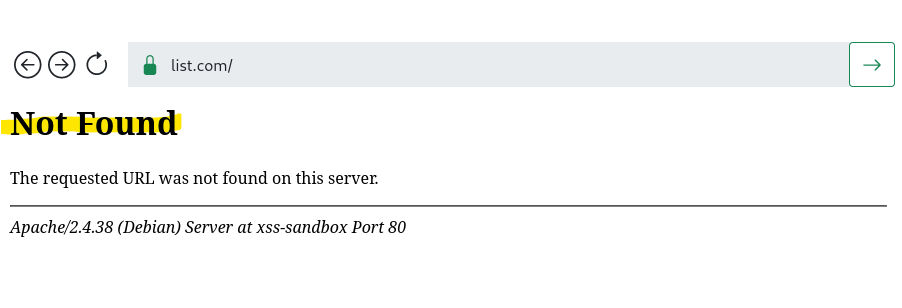 list.com/
Not Found
The requested URL was not found on this server.
Apache/2.4.38 (Debian) Server at xss-sandbox Port 80